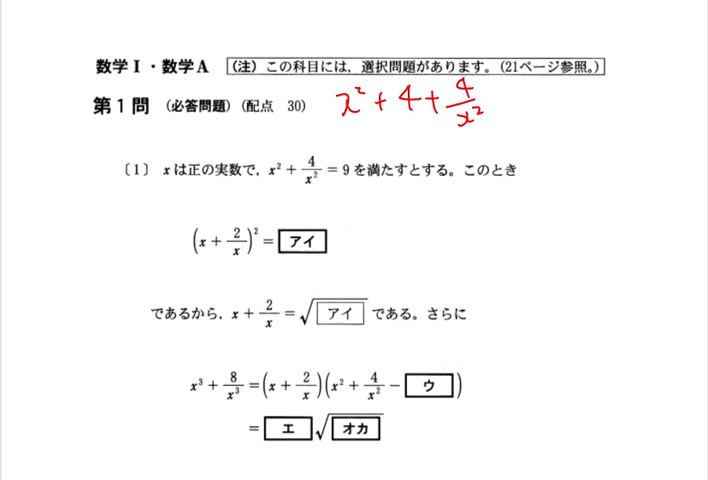 数学Ⅰ・数学A (注) この科目には、選択問題があります。(21ページ参照。)
第1問 (必答問題) (配点 30) x² + 4 + 4/x²
〔1〕 x は正の実数で, x² + 4/x² = 9 を満たすとする。このとき
(x + 2/x)² = アイ
であるから, x + 2/x = √アイ である。さらに
x³ + 8/x³ = (x + 2/x)(x² + 4/x² − ウ)
= エ √オカ